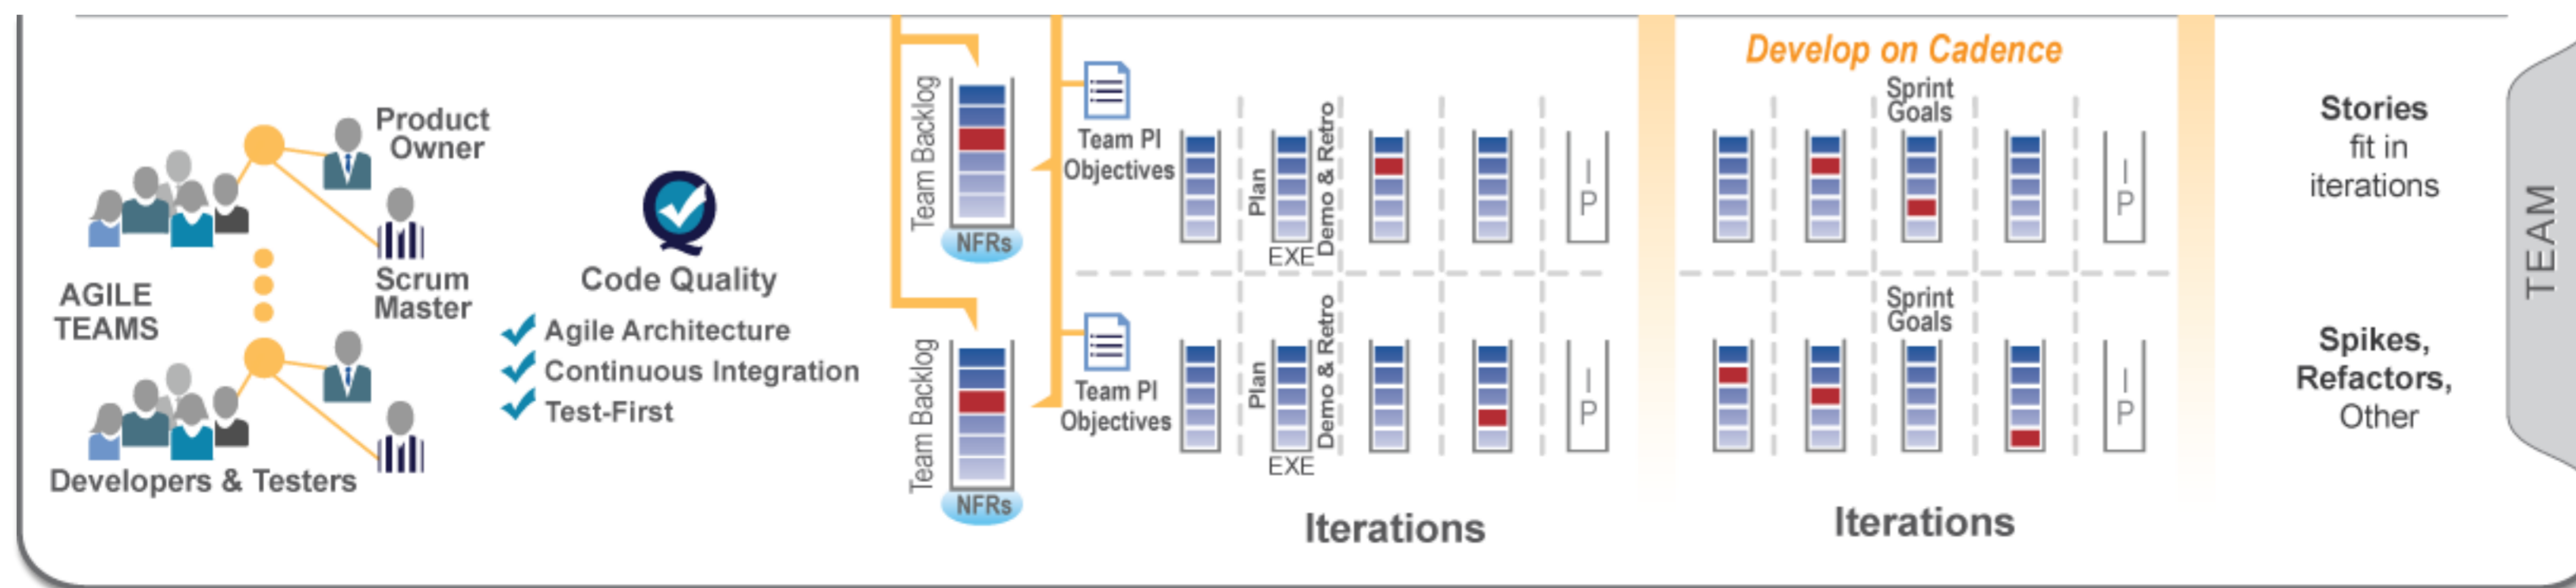 Product
Owner
Scrum
Master
AGILE
TEAMS
Developers & Testers
Code Quality
Agile Architecture
Continuous Integration
Test-First
Team Backlog
NFRs
Team Backlog
NFRs
Team PI
Objectives
Plan
EXE
Demo & Retro
I
P
Team PI
Objectives
Plan
EXE
Demo & Retro
I
P
Iterations
Develop on Cadence
Sprint
Goals
I
P
Sprint
Goals
I
P
Iterations
Stories
fit in
iterations
Spikes,
Refactors,
Other
TEAM